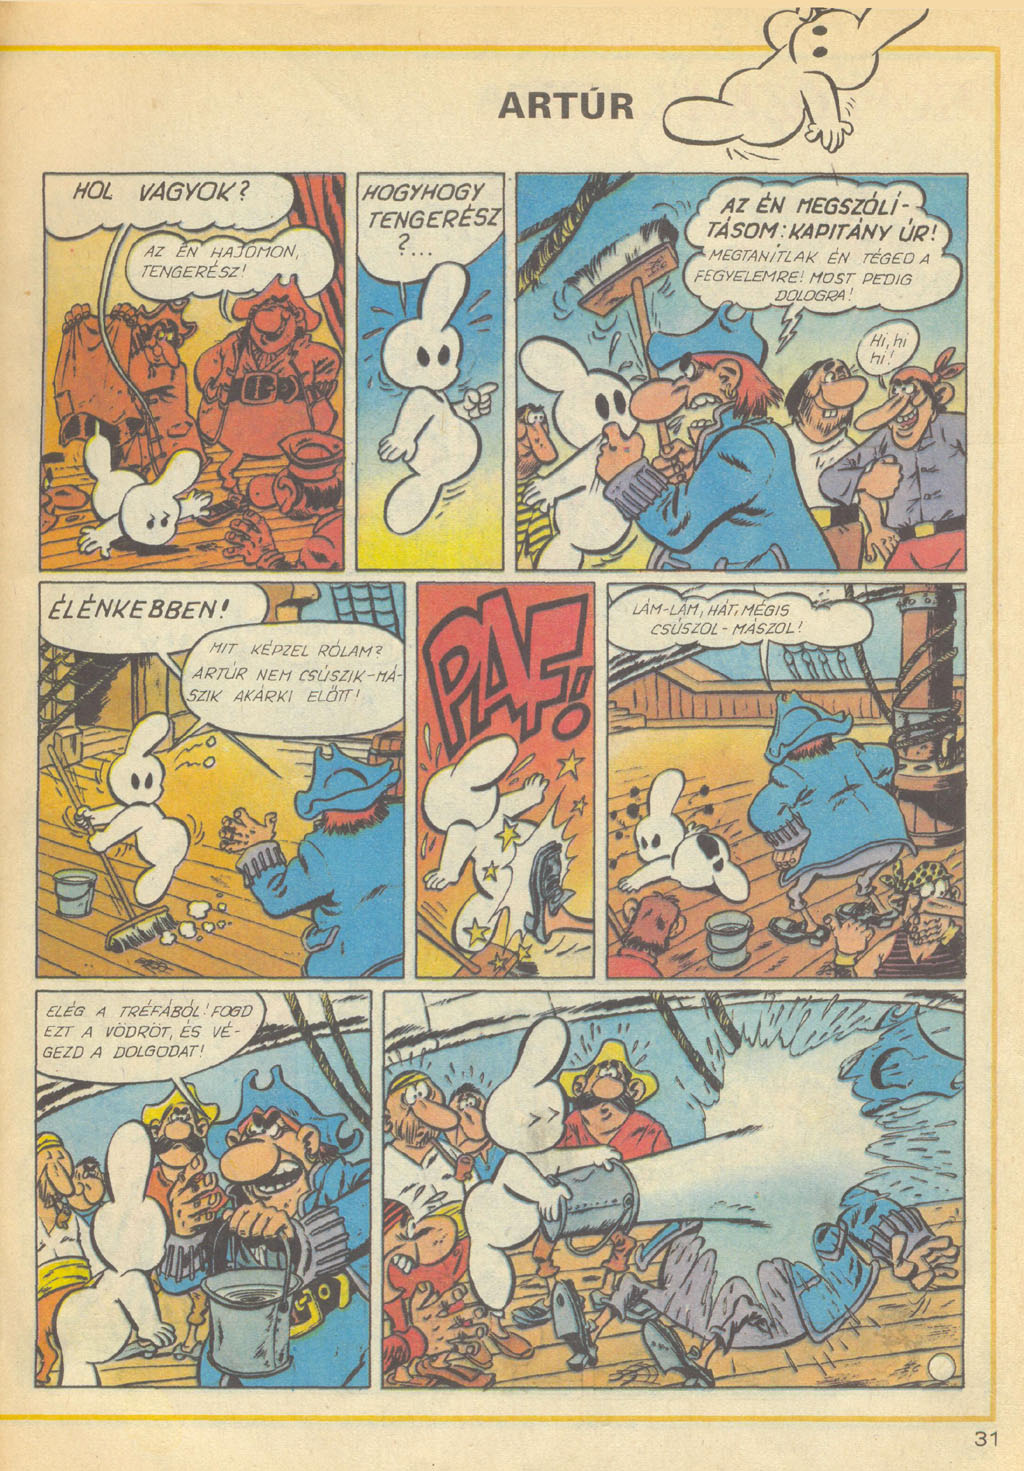 ARTÚR
HOL VAGYOK?
AZ ÉN HAJÓMON,
TENGERÉSZ!
HOGYHOGY
TENGERÉSZ
?...
AZ ÉN MEGSZÓLÍ-
TÁSOM: KAPITÁNY ÚR!
MEGTANÍTLAK ÉN TÉGED A
FEGYELEMRE! MOST PEDIG
DOLOGRA!
Hi, hi
hi!
ÉLÉNKEBBEN!
MIT KÉPZEL RÓLAM?
ARTÚR NEM CSÚSZIK-MÁ-
SZIK AKÁRKI ELŐTT!
PAF!
LÁM-LÁM, HÁT, MÉGIS
CSÚSZOL-MÁSZOL!
ELÉG A TRÉFÁBÓL! FOGD
EZT A VÖDRÖT, ÉS VÉ-
GEZD A DOLGODAT!
31